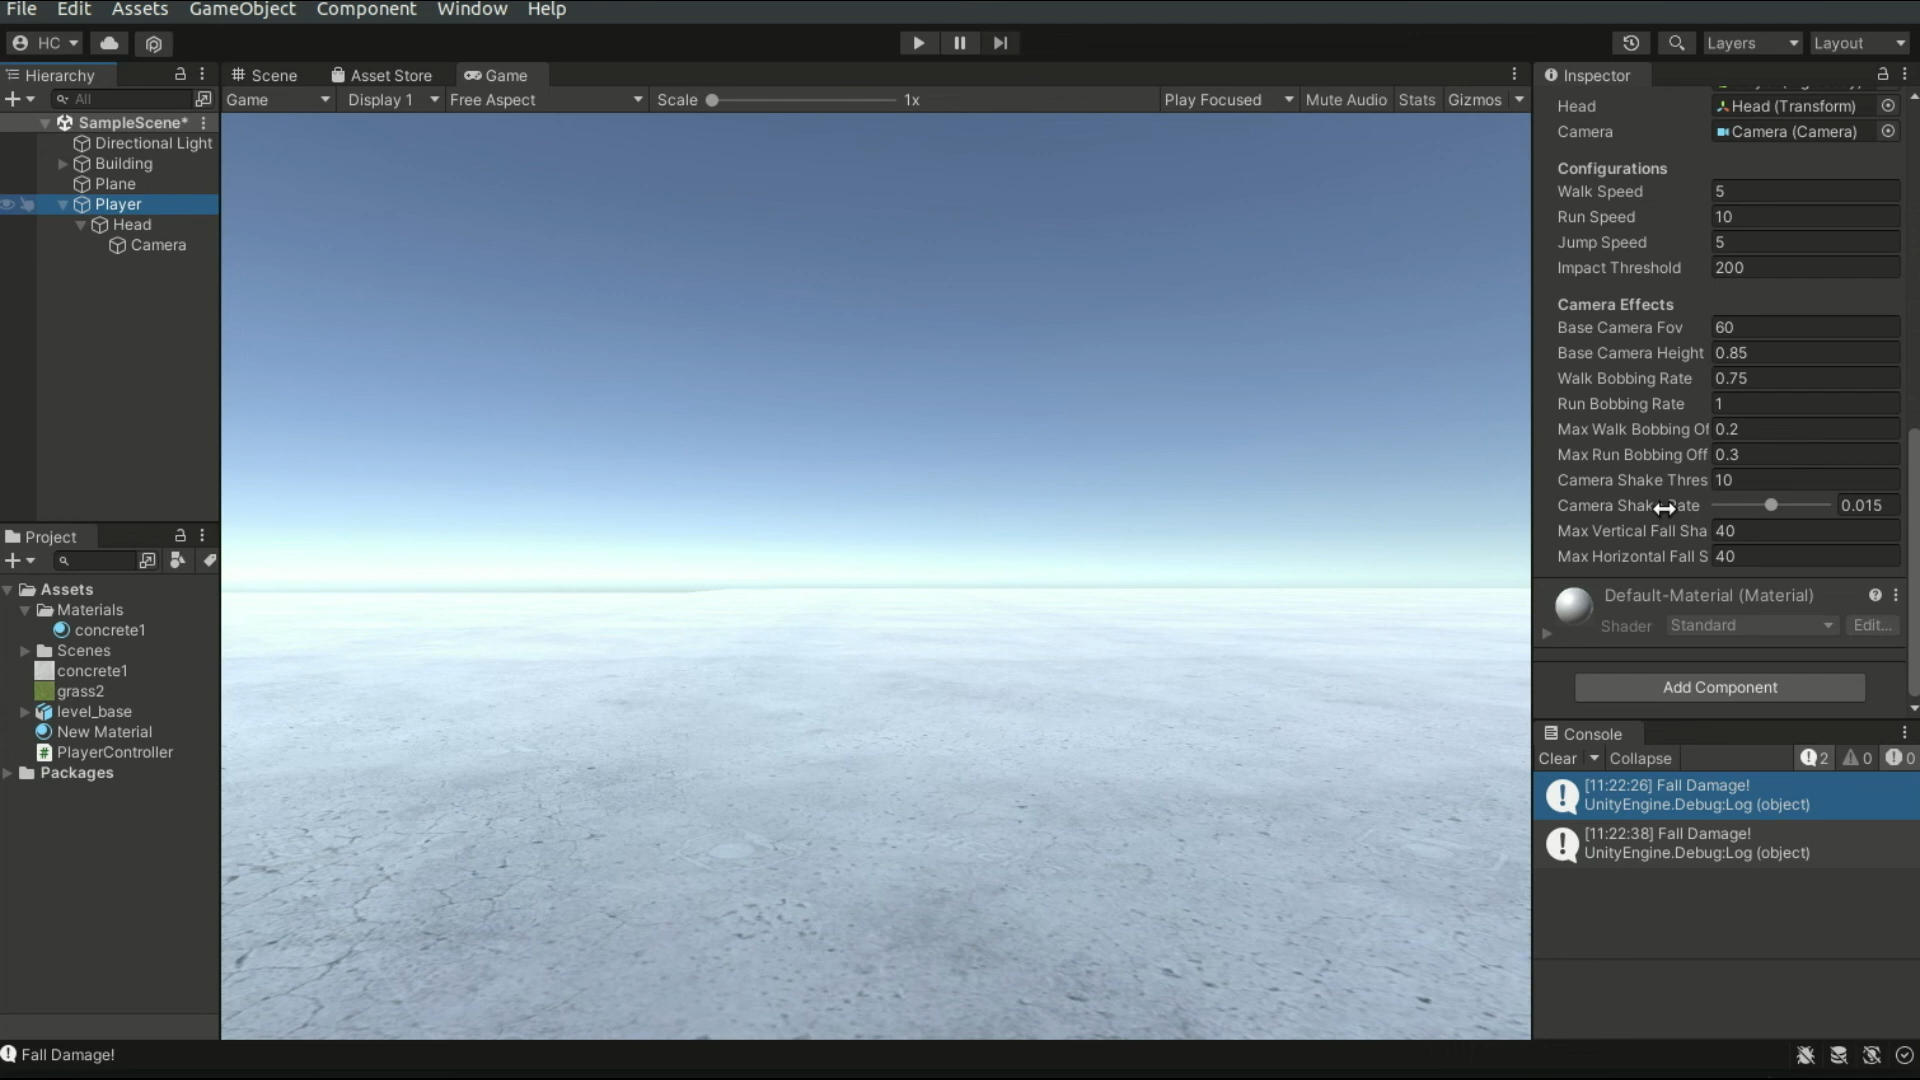 File Edit Assets GameObject Component Window Help
HC
Layers Layout
Hierarchy
All
SampleScene*
Directional Light
Building
Plane
Player
Head
Camera
Project
Assets
Materials
concrete1
Scenes
concrete1
grass2
level_base
New Material
PlayerController
Packages
Scene Asset Store Game
Game Display 1 Free Aspect Scale 1x Play Focused Mute Audio Stats Gizmos
Inspector
Head Head (Transform)
Camera Camera (Camera)
Configurations
Walk Speed 5
Run Speed 10
Jump Speed 5
Impact Threshold 200
Camera Effects
Base Camera Fov 60
Base Camera Height 0.85
Walk Bobbing Rate 0.75
Run Bobbing Rate 1
Max Walk Bobbing Of 0.2
Max Run Bobbing Off 0.3
Camera Shake Thres 10
Camera Shake Rate 0.015
Max Vertical Fall Sha 40
Max Horizontal Fall S 40
Default-Material (Material)
Shader Standard Edit...
Add Component
Console
Clear Collapse 2 0 0
[11:22:26] Fall Damage!
UnityEngine.Debug:Log (object)
[11:22:38] Fall Damage!
UnityEngine.Debug:Log (object)
Fall Damage!